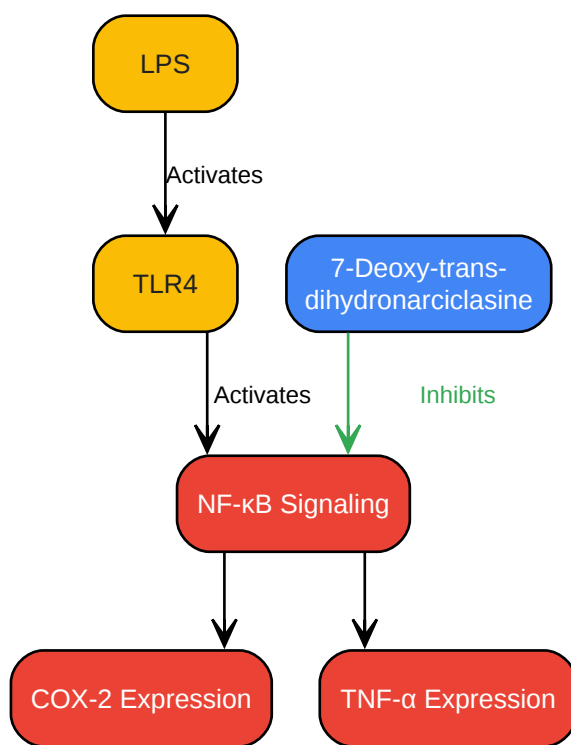 LPS
Activates
TLR4
7-Deoxy-trans-
dihydronarciclasine
Activates
Inhibits
NF-κB Signaling
COX-2 Expression
TNF-α Expression